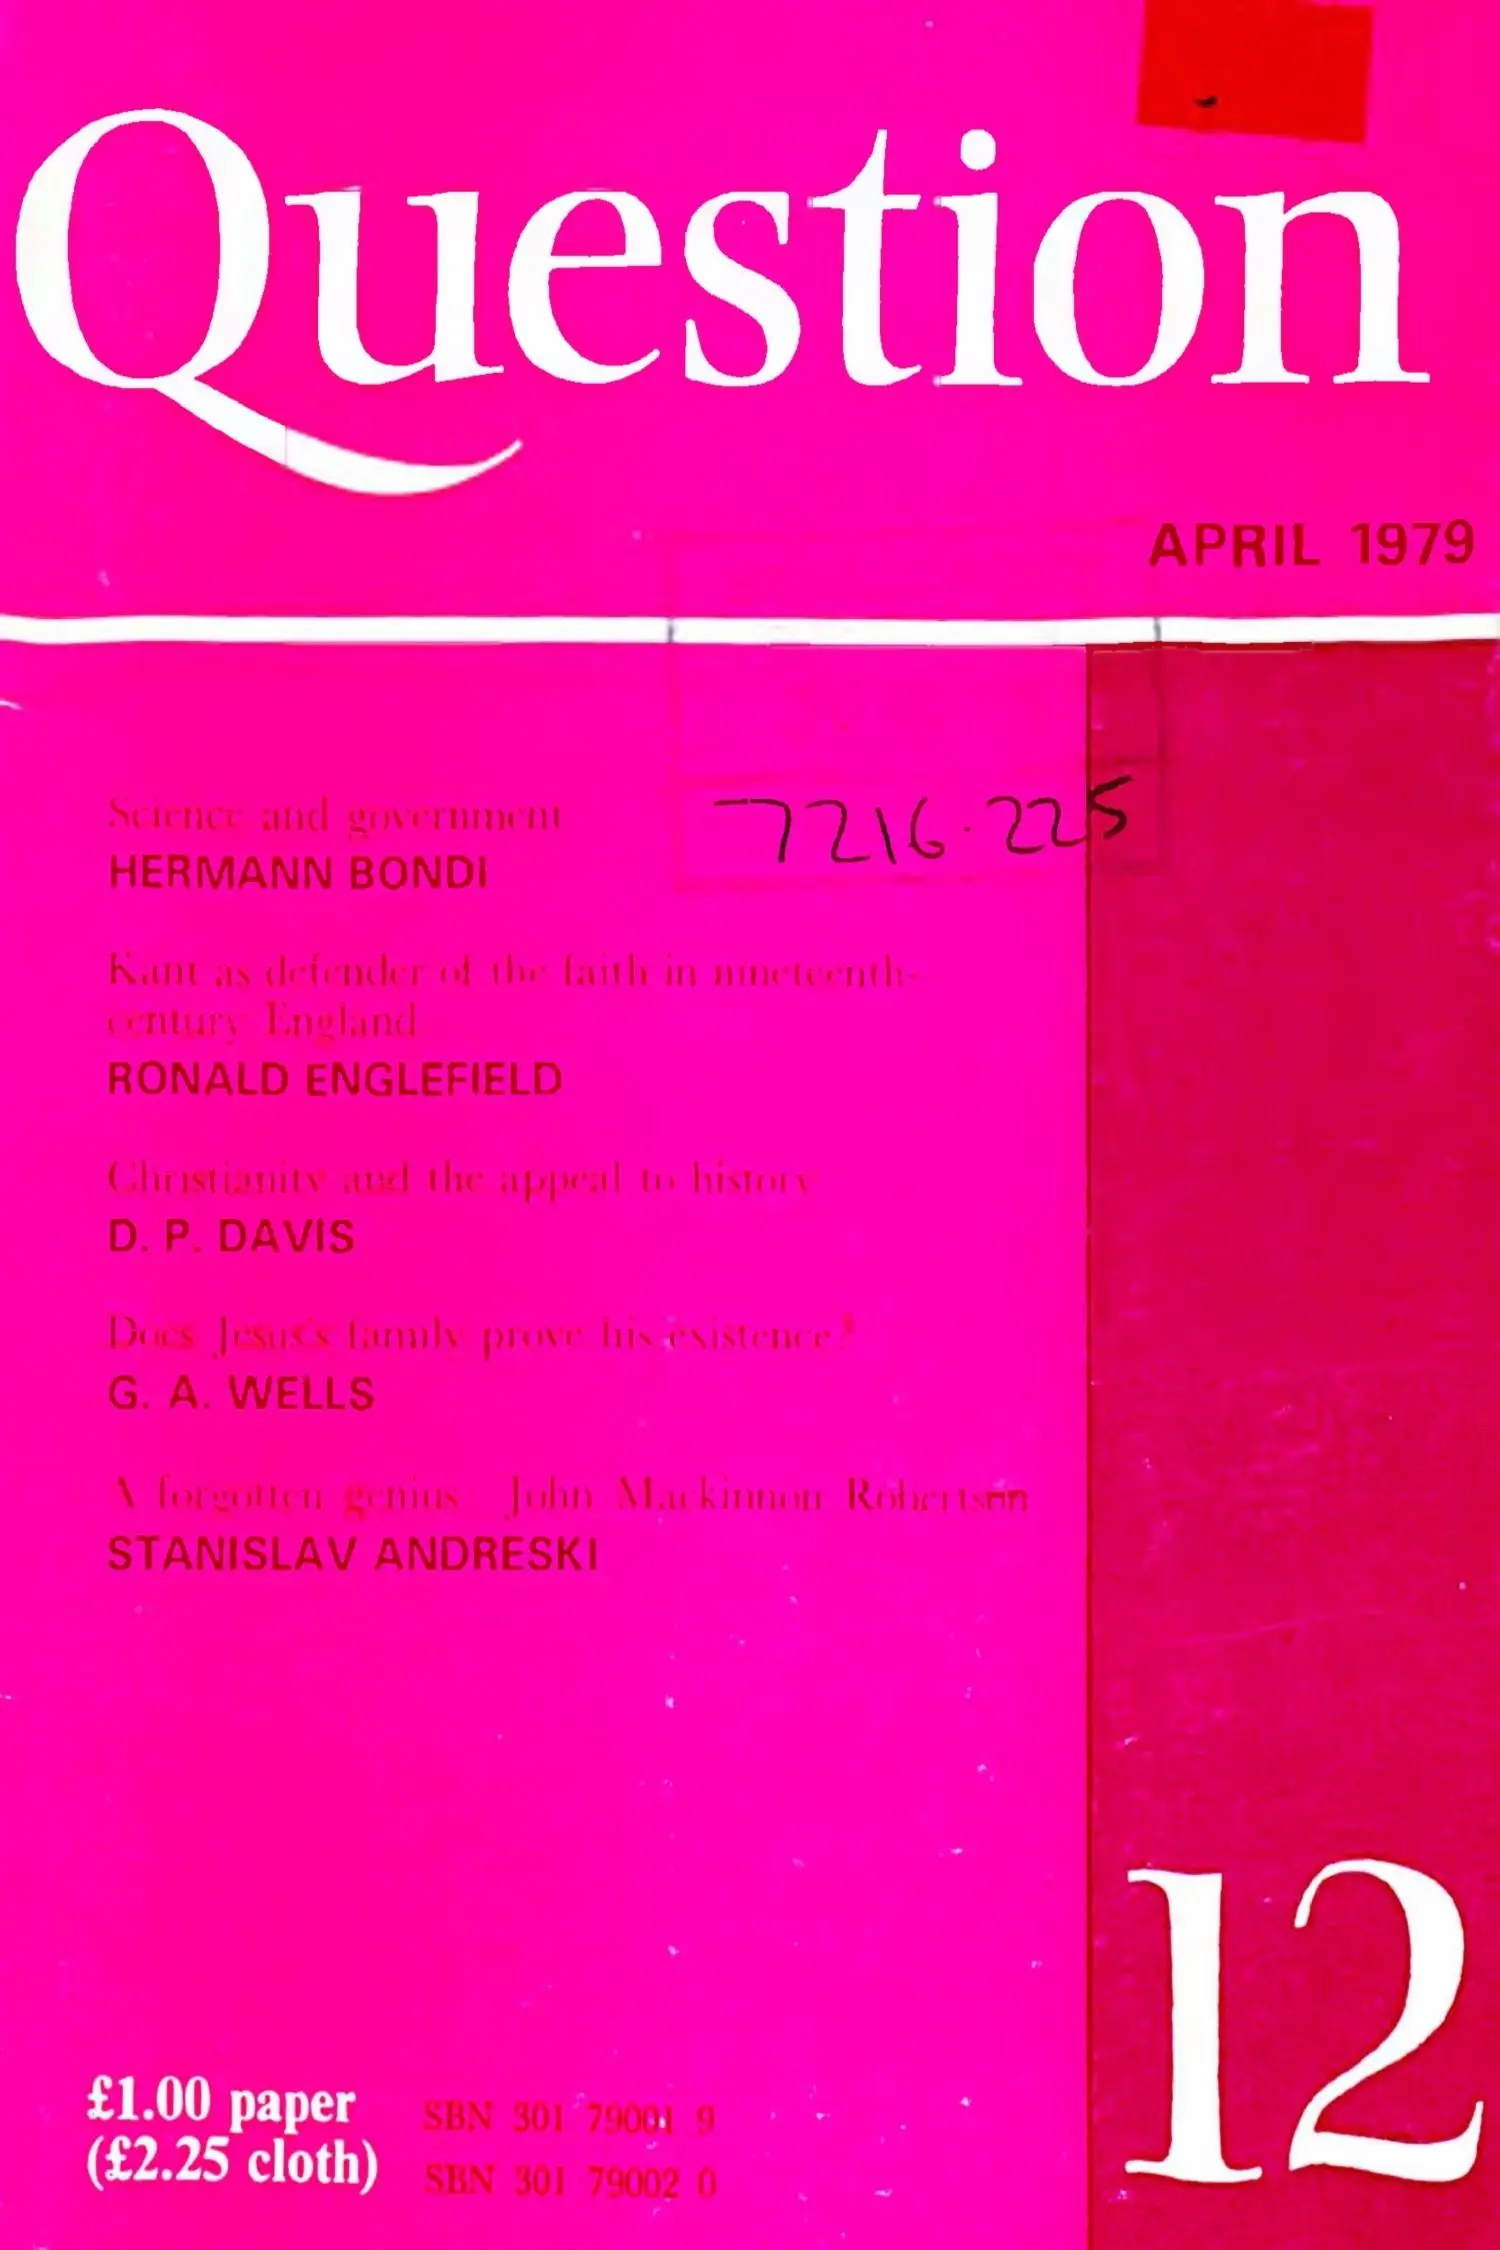 Question
APRIL 1979
7216.225
Science and government
HERMANN BONDI
Kant as defender of the faith in nineteenth-
century England
RONALD ENGLEFIELD
Christianity and the appeal to history
D. P. DAVIS
Does Jesus's family prove his existence?
G. A. WELLS
A forgotten genius: John Mackinnon Robertson
STANISLAV ANDRESKI
£1.00 paper
(£2.25 cloth)
SBN 301 79001 9
SBN 301 79002 0
12